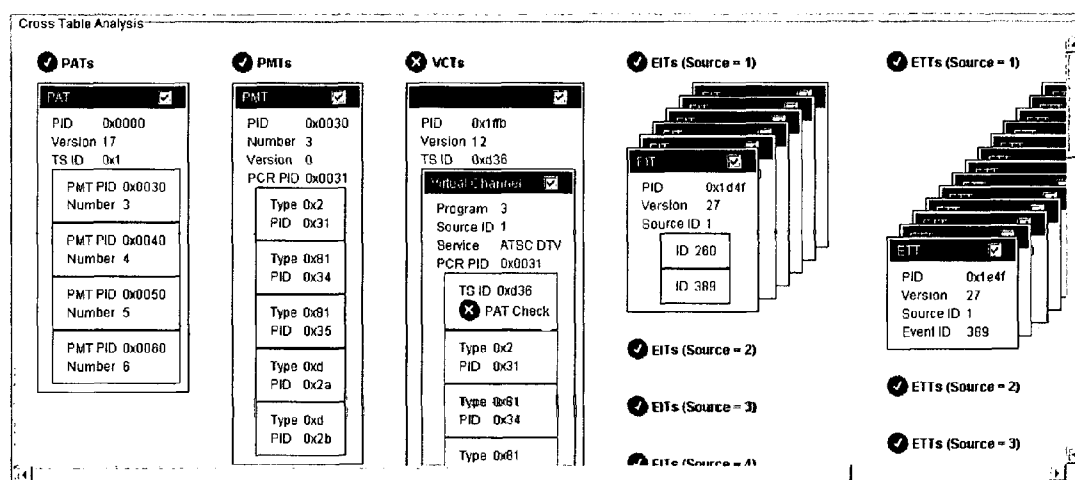 Cross Table Analysis
PATs
PAT
PID 0x0000
Version 17
TS ID 0x1
PMT PID 0x0030
Number 3
PMT PID 0x0040
Number 4
PMT PID 0x0050
Number 5
PMT PID 0x0060
Number 6
PMTs
PMT
PID 0x0030
Number 3
Version 0
PCR PID 0x0031
Type 0x2
PID 0x31
Type 0x81
PID 0x34
Type 0x81
PID 0x35
Type 0xd
PID 0x2a
Type 0xd
PID 0x2b
VCTs
PID 0x1ffb
Version 12
TS ID 0xd36
Virtual Channel
Program 3
Source ID 1
Service ATSC DTV
PCR PID 0x0031
TS ID 0xd36
PAT Check
Type 0x2
PID 0x31
Type 0x81
PID 0x34
Type 0x81
EITs (Source = 1)
EIT
PID 0x1d4f
Version 27
Source ID 1
ID 260
ID 389
EITs (Source = 2)
EITs (Source = 3)
EITs (Source = 4)
ETTs (Source = 1)
ETT
PID 0x1e4f
Version 27
Source ID 1
Event ID 389
ETTs (Source = 2)
ETTs (Source = 3)